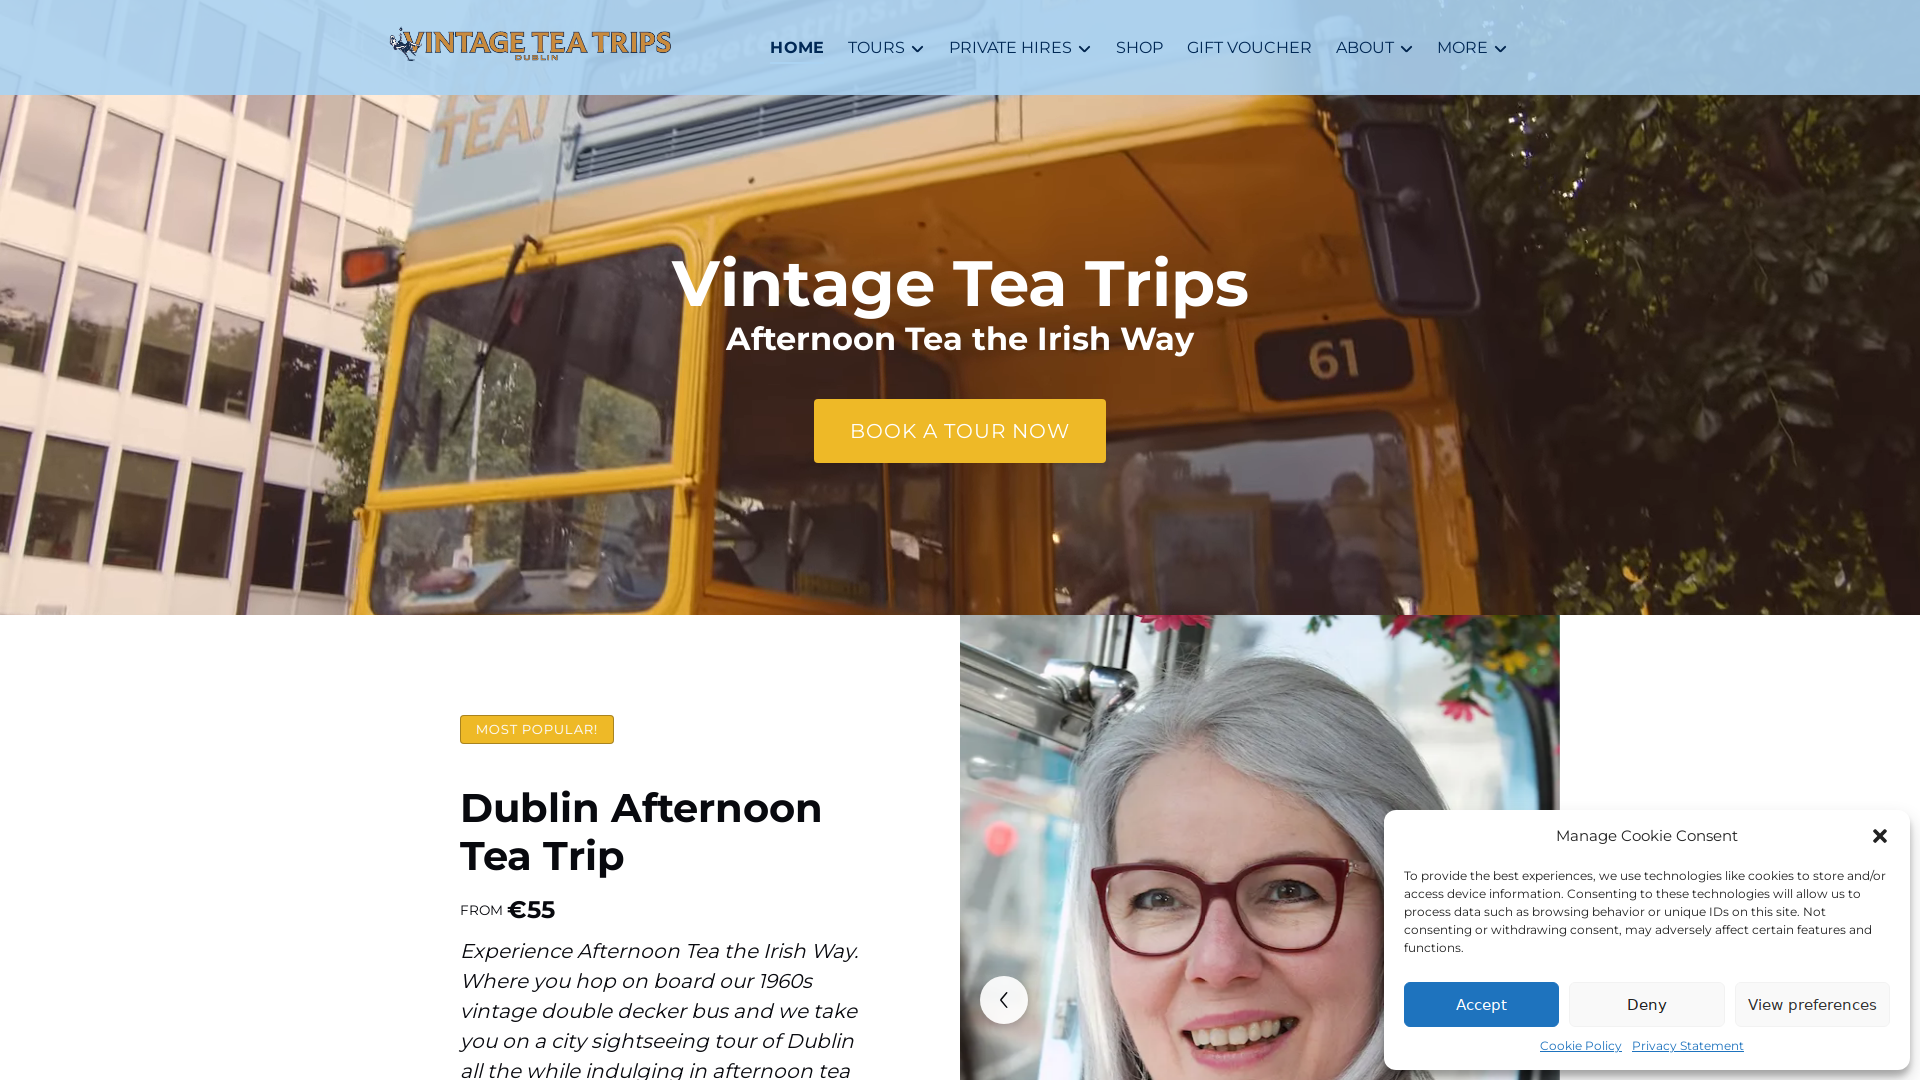 VINTAGE TEA TRIPS
DUBLIN
HOME
TOURS
PRIVATE HIRES
SHOP
GIFT VOUCHER
ABOUT
MORE
TEA!
61
Vintage Tea Trips
Afternoon Tea the Irish Way
BOOK A TOUR NOW
MOST POPULAR!
Dublin Afternoon
Tea Trip
FROM €55
Experience Afternoon Tea the Irish Way.
Where you hop on board our 1960s
vintage double decker bus and we take
you on a city sightseeing tour of Dublin
all the while indulging in afternoon tea
Manage Cookie Consent
To provide the best experiences, we use technologies like cookies to store and/or
access device information. Consenting to these technologies will allow us to
process data such as browsing behavior or unique IDs on this site. Not
consenting or withdrawing consent, may adversely affect certain features and
functions.
Accept
Deny
View preferences
Cookie Policy
Privacy Statement